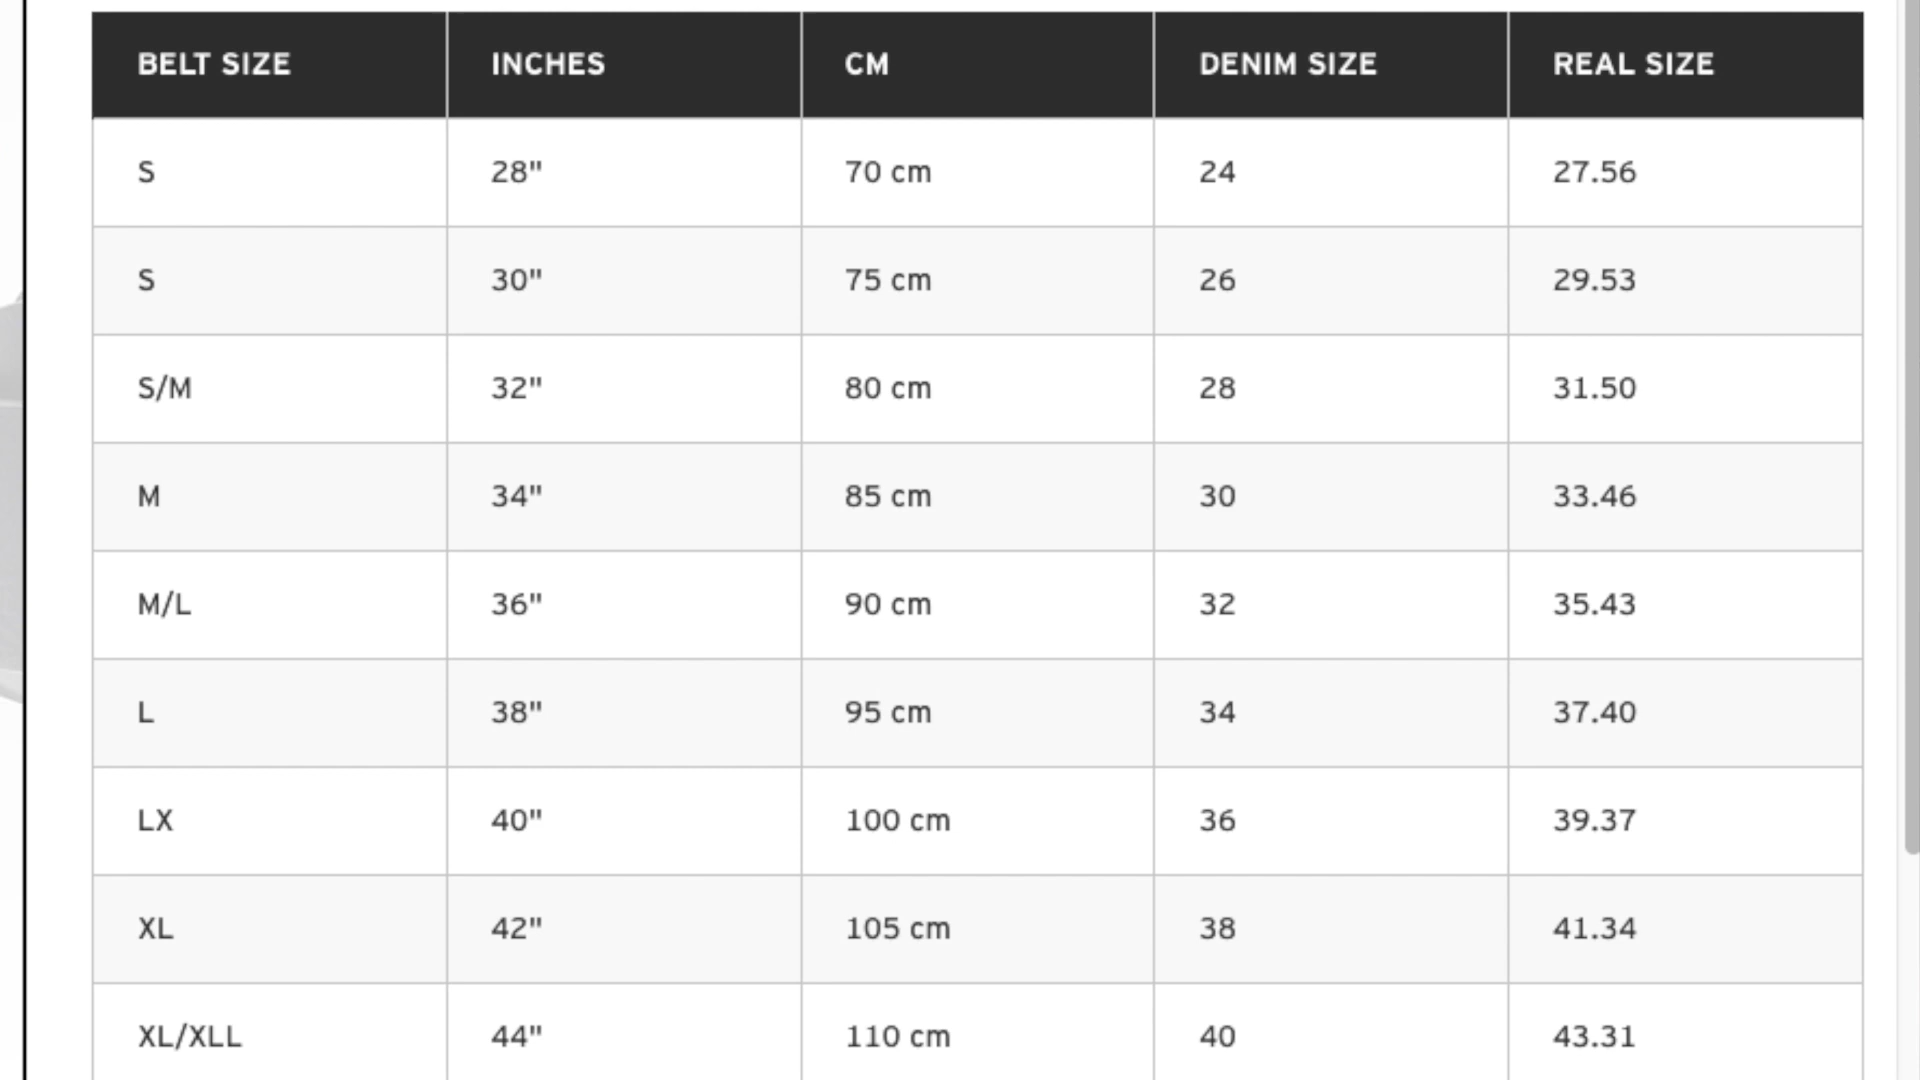 BELT SIZE INCHES CM DENIM SIZE REAL SIZE
S 28" 70 cm 24 27.56
S 30" 75 cm 26 29.53
S/M 32" 80 cm 28 31.50
M 34" 85 cm 30 33.46
M/L 36" 90 cm 32 35.43
L 38" 95 cm 34 37.40
LX 40" 100 cm 36 39.37
XL 42" 105 cm 38 41.34
XL/XLL 44" 110 cm 40 43.31